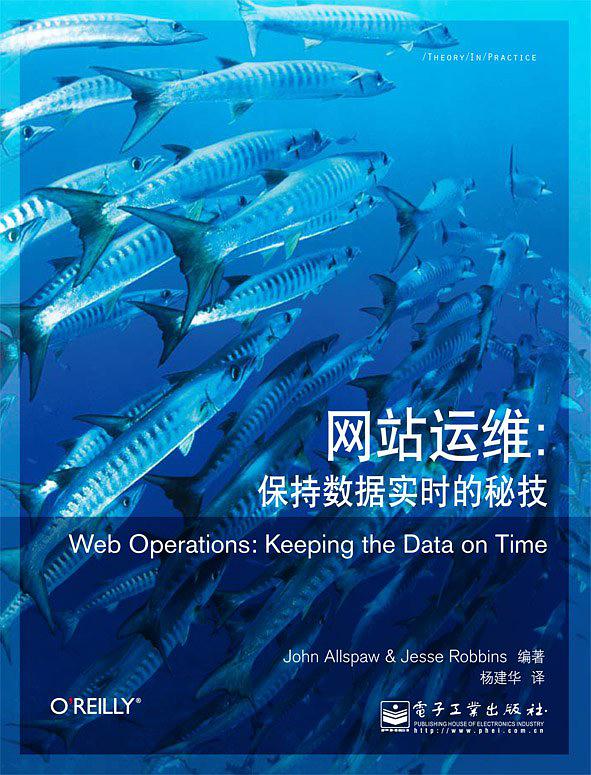 /THEORY/IN/PRACTICE
网站运维:
保持数据实时的秘技
Web Operations: Keeping the Data on Time
John Allspaw & Jesse Robbins 编著
杨建华 译
O'REILLY®
PHEI
電子工業出版社.
PUBLISHING HOUSE OF ELECTRONICS INDUSTRY
http://www.phei.com.cn